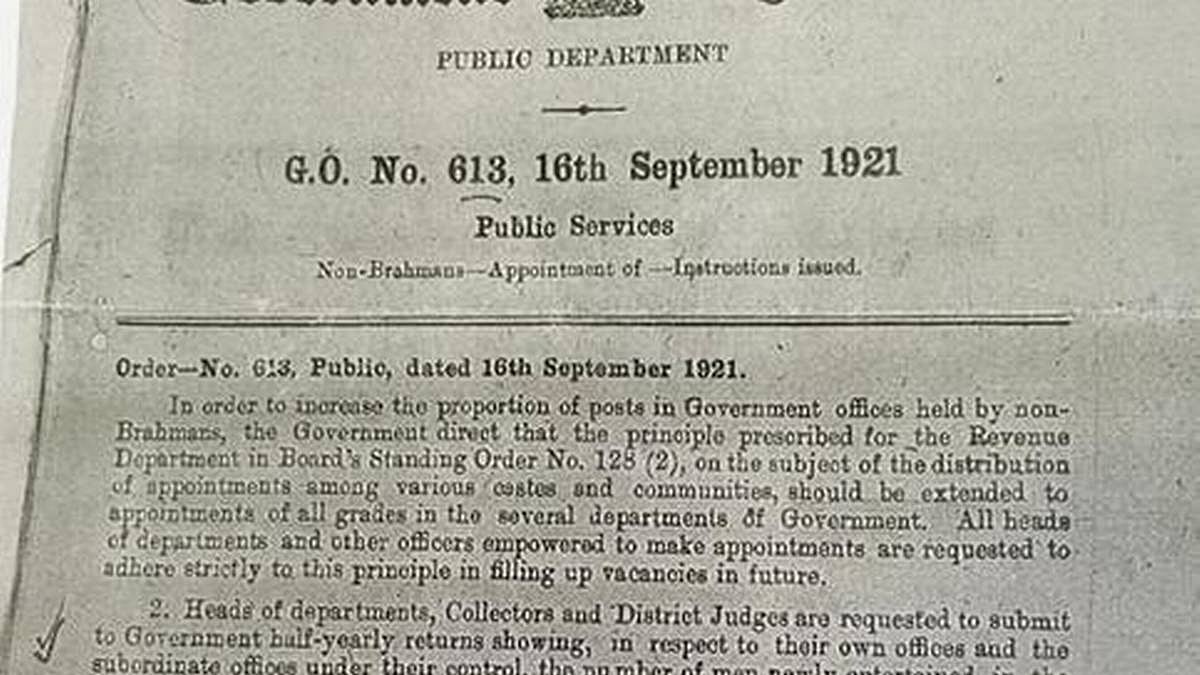 PUBLIC DEPARTMENT
G.O. No. 613, 16th September 1921
Public Services
Non-Brahmans—Appointment of—Instructions issued.
Order—No. 613, Public, dated 16th September 1921.
In order to increase the proportion of posts in Government offices held by non-
Brahmans, the Government direct that the principle prescribed for the Revenue
Department in Board's Standing Order No. 128 (2), on the subject of the distribution
of appointments among various castes and communities, should be extended to
appointments of all grades in the several departments of Government. All heads
of departments and other officers empowered to make appointments are requested to
adhere strictly to this principle in filling up vacancies in future.
2. Heads of departments, Collectors and District Judges are requested to submit
to Government half-yearly returns showing, in respect to their own offices and the
subordinate offices under their control, the number of men newly entertained in the